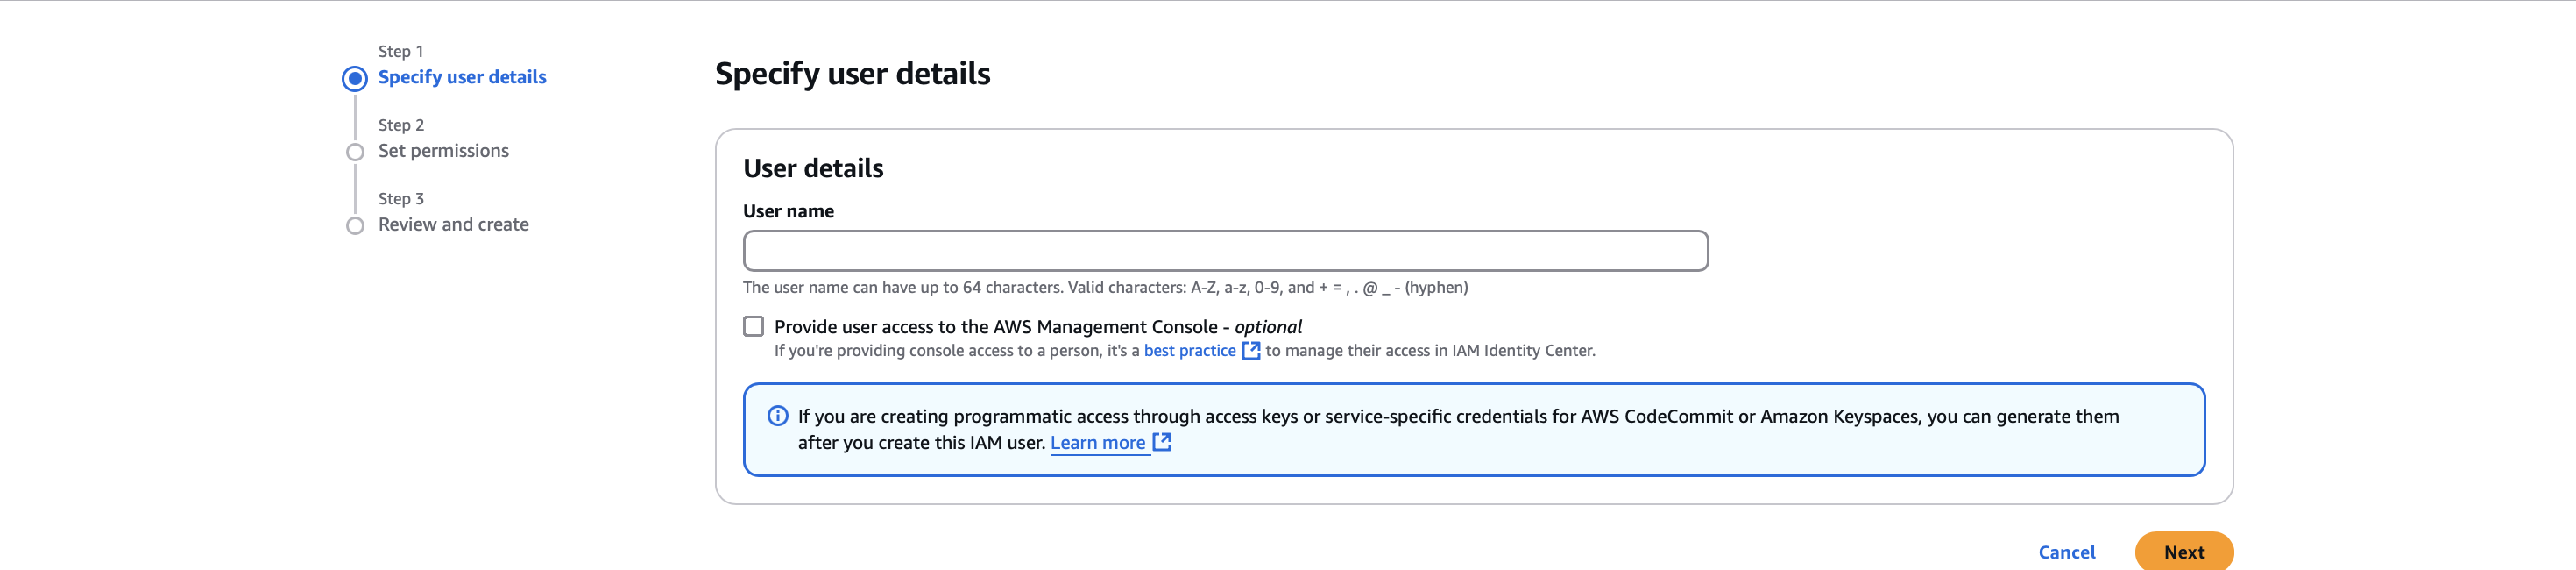 Step 1
Specify user details
Step 2
Set permissions
Step 3
Review and create
Specify user details
User details
User name
The user name can have up to 64 characters. Valid characters: A-Z, a-z, 0-9, and + = , . @ _ - (hyphen)
Provide user access to the AWS Management Console - optional
If you're providing console access to a person, it's a best practice to manage their access in IAM Identity Center.
If you are creating programmatic access through access keys or service-specific credentials for AWS CodeCommit or Amazon Keyspaces, you can generate them
after you create this IAM user. Learn more
Cancel
Next